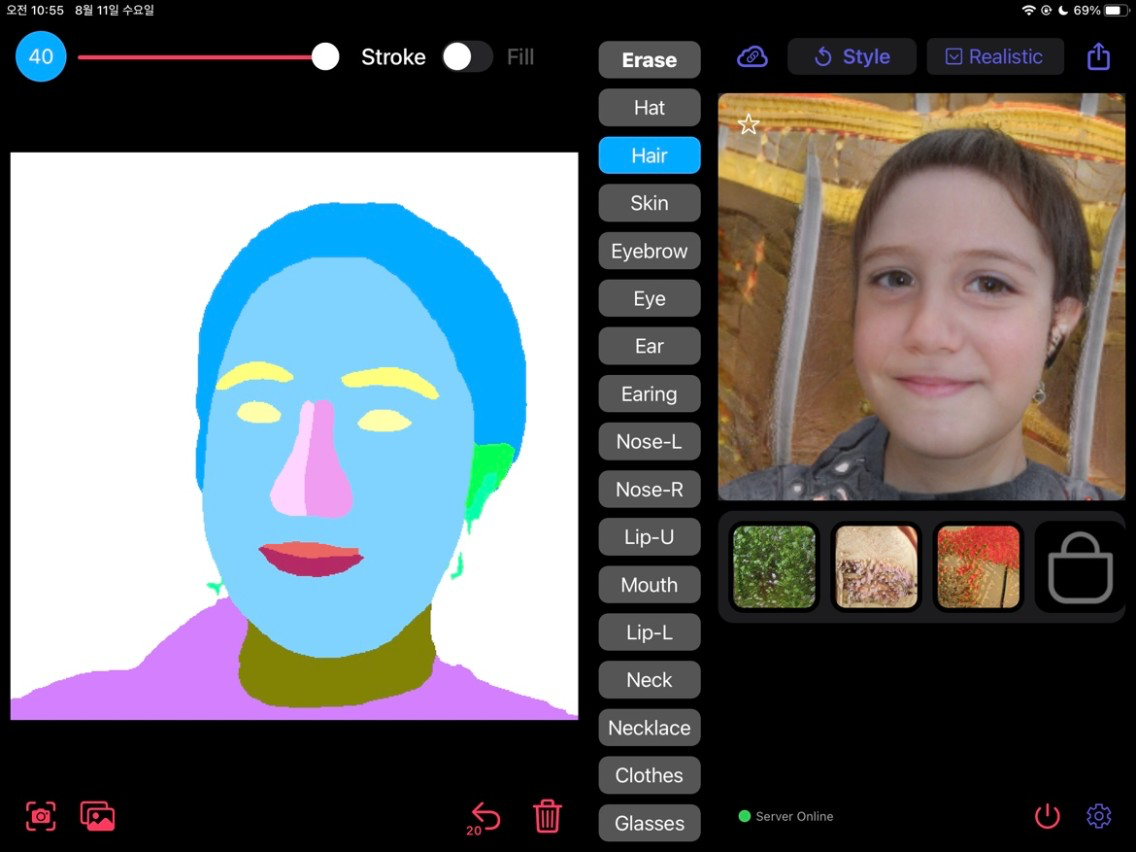 오전 10:55 8월 11일 수요일
69%
40
Stroke
Fill
Erase
Hat
Hair
Skin
Eyebrow
Eye
Ear
Earing
Nose-L
Nose-R
Lip-U
Mouth
Lip-L
Neck
Necklace
Clothes
Glasses
Style
Realistic
20
Server Online